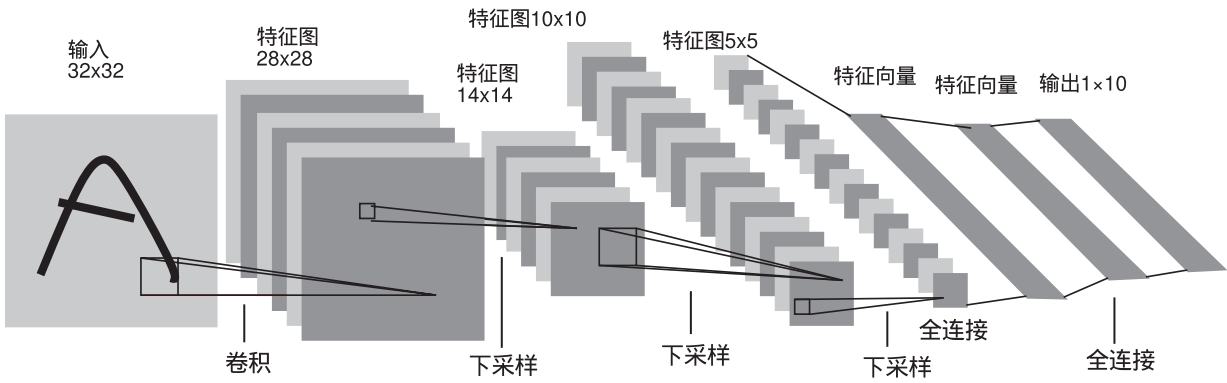 输入
32x32
特征图
28x28
特征图
14x14
特征图10x10
特征图5x5
特征向量
特征向量
输出1×10
卷积
下采样
下采样
下采样
全连接
全连接